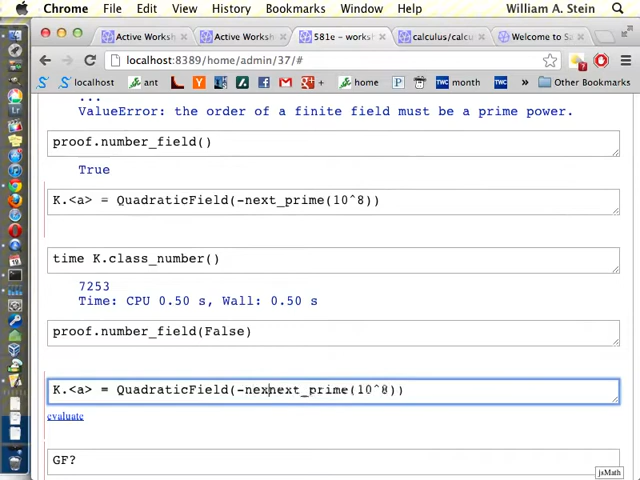 Chrome File Edit View History Bookmarks Window Help William A. Stein
Active Worksh
Active Works
581e – worksh
calculus/calcu
Welcome to Sa
localhost:8389/home/admin/37/#
localhost ant home month Other Bookmarks
...
ValueError: the order of a finite field must be a prime power.
proof.number_field()
True
K.<a> = QuadraticField(-next_prime(10^8))
time K.class_number()
7253
Time: CPU 0.50 s, Wall: 0.50 s
proof.number_field(False)
K.<a> = QuadraticField(-nexnext_prime(10^8))
evaluate
GF?
jsMath